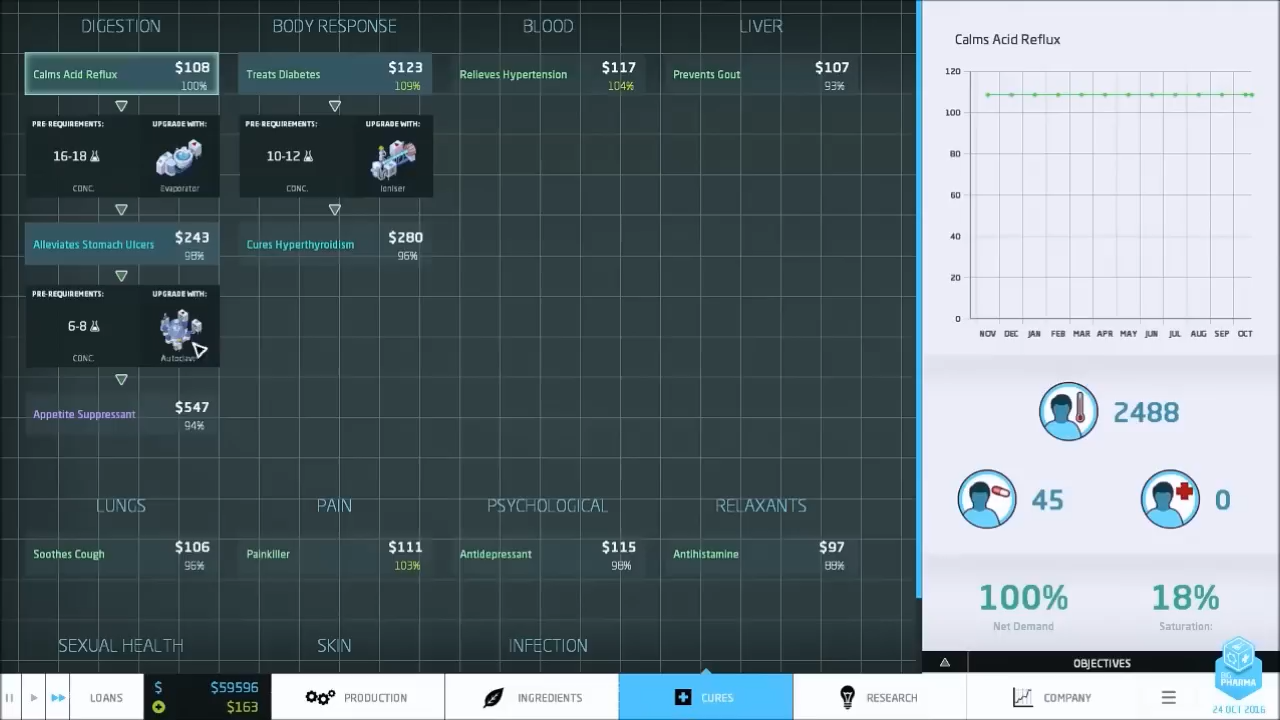 DIGESTION
BODY RESPONSE
BLOOD
LIVER
Calms Acid Reflux $108 100%
Treats Diabetes $123 109%
Relieves Hypertension $117 104%
Prevents Gout $107 93%
PRE-REQUIREMENTS: UPGRADE WITH:
16-18
CONC. Evaporator
PRE-REQUIREMENTS: UPGRADE WITH:
10-12
CONC. Ioniser
Alleviates Stomach Ulcers $243 98%
Cures Hyperthyroidism $280 96%
PRE-REQUIREMENTS: UPGRADE WITH:
6-8
CONC. Autoclave
Appetite Suppressant $547 94%
LUNGS
PAIN
PSYCHOLOGICAL
RELAXANTS
Soothes Cough $106 96%
Painkiller $111 103%
Antidepressant $115 98%
Antihistamine $97 88%
SEXUAL HEALTH
SKIN
INFECTION
Calms Acid Reflux
120
100
80
60
40
20
0
NOV DEC JAN FEB MAR APR MAY JUN JUL AUG SEP OCT
2488
45
0
100%
Net Demand
18%
Saturation:
OBJECTIVES
LOANS
$ $59596
$163
PRODUCTION
INGREDIENTS
CURES
RESEARCH
COMPANY
BIG PHARMA
24 OCT 2016